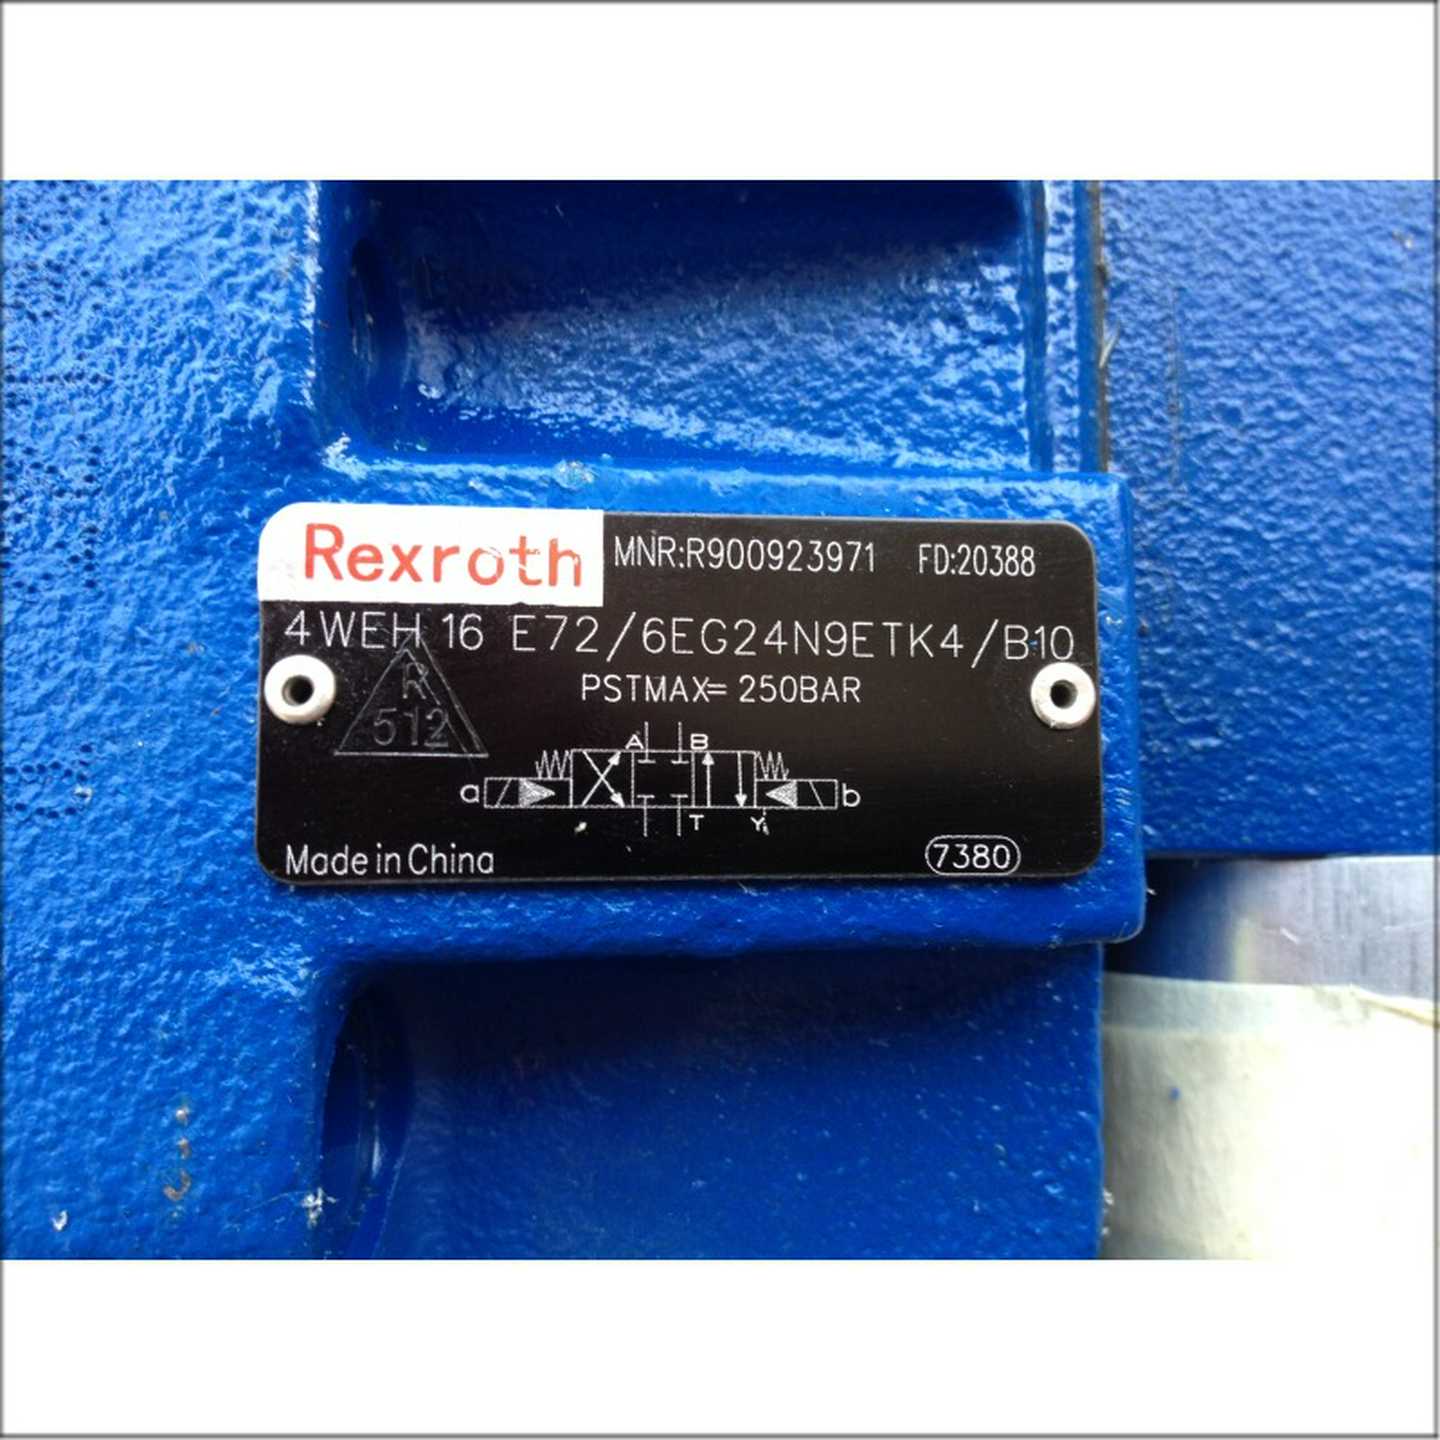 Rexroth MNR:R900923971 FD:20388
4WEH 16 E72/6EG24N9ETK4/B10
R
512
PSTMAX= 250BAR
A B
a b
T Y
Made in China 7380